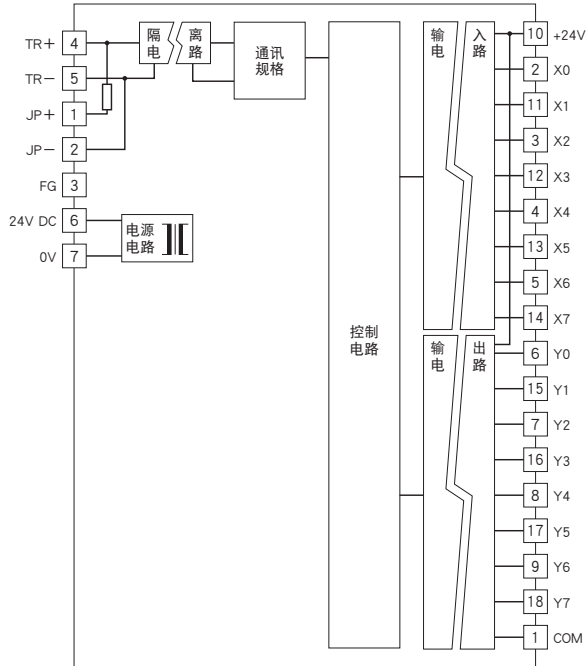 TR+ 4
TR- 5
JP+ 1
JP- 2
FG 3
24V DC 6
0V 7
隔 离
电 路
通讯
规格
电源
电路
控制
电路
输 入
电 路
输 出
电 路
10 +24V
2 X0
11 X1
3 X2
12 X3
4 X4
13 X5
5 X6
14 X7
6 Y0
15 Y1
7 Y2
16 Y3
8 Y4
17 Y5
9 Y6
18 Y7
1 COM